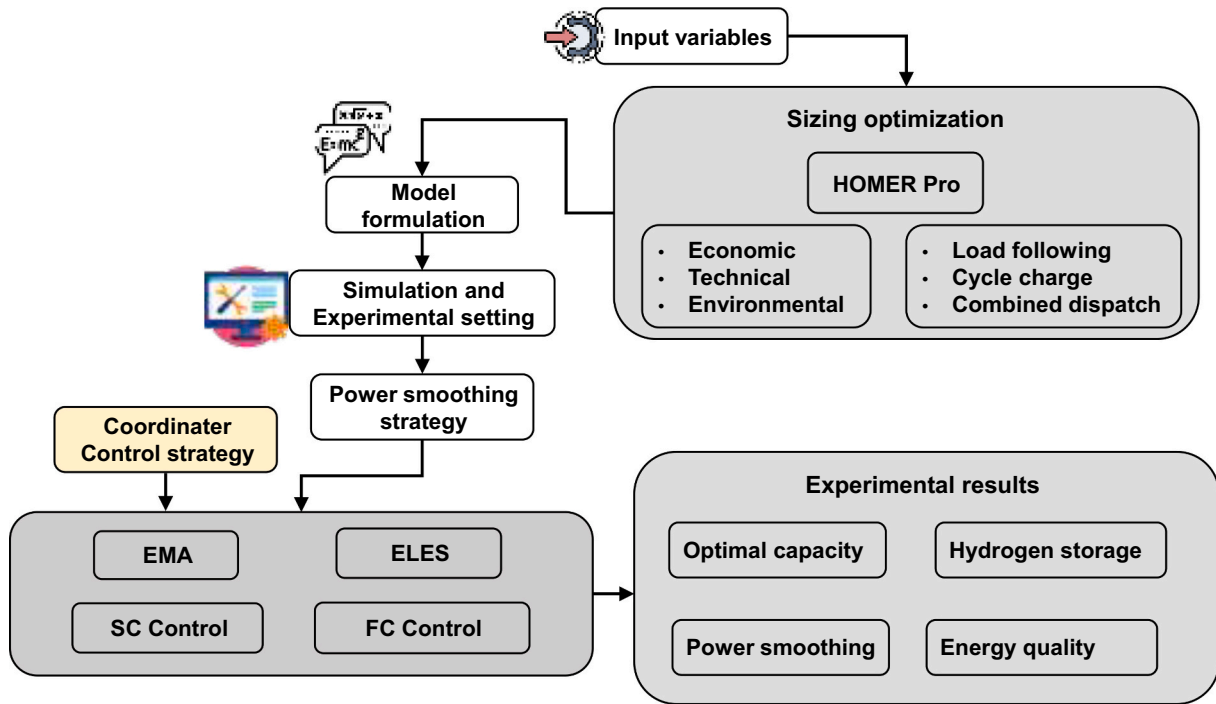 Input variables
Sizing optimization
HOMER Pro
• Economic
• Technical
• Environmental
• Load following
• Cycle charge
• Combined dispatch
E=mc²
Model
formulation
Simulation and
Experimental setting
Power smoothing
strategy
Coordinater
Control strategy
EMA
ELES
SC Control
FC Control
Experimental results
Optimal capacity
Hydrogen storage
Power smoothing
Energy quality